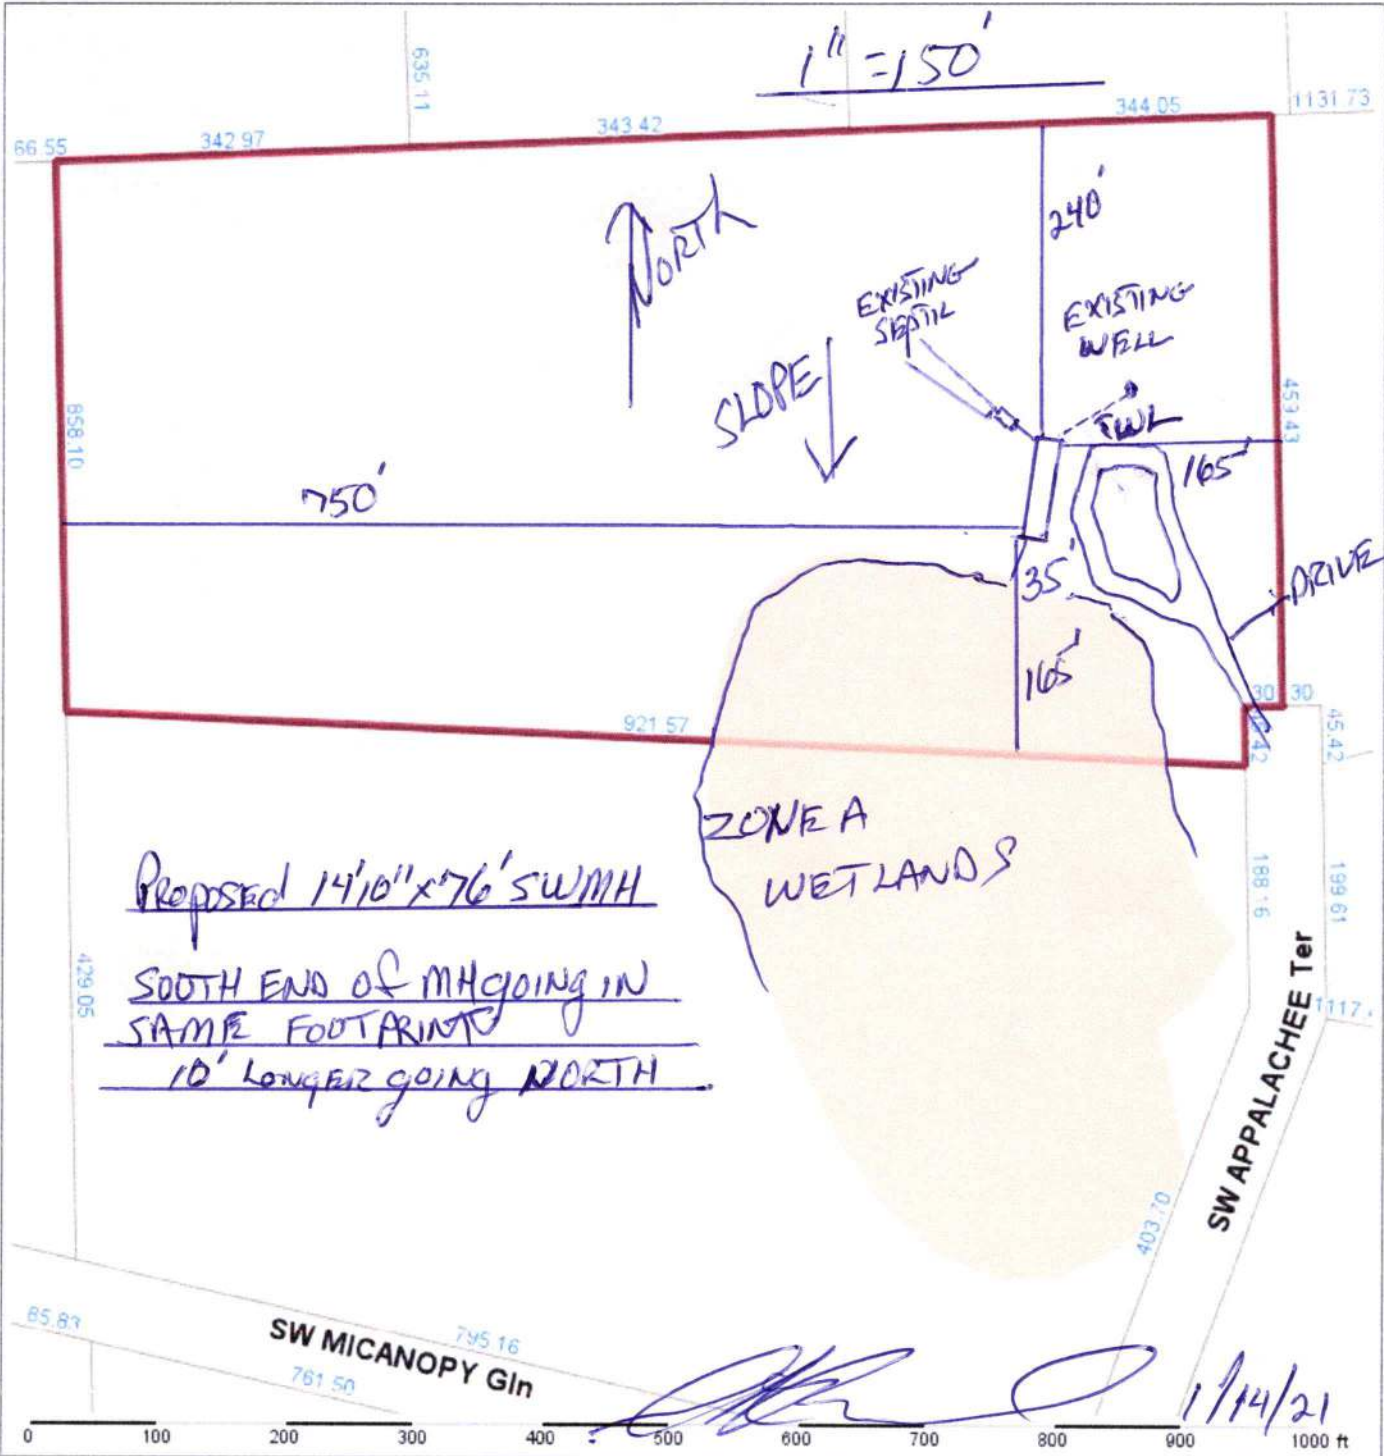 1" = 150'
635.11
344.05
1131.73
66.55
342.97
343.42
240'
NORTH
EXISTING
SEPTIC
EXISTING
WELL
SLOPE
TWL
165'
453.43
858.10
750'
35'
DRIVE
165'
30
30
45.42
921.57
ZONE A
WETLANDS
188.16
199.61
Proposed 14'10" x 76' SWMH
SOUTH END Of MH going IN
SAME FOOTPRINT
10' Longer going NORTH
429.05
SW APPALACHEE Ter
1117.
403.70
85.83
SW MICANOPY Gln
795.16
761.50
1/14/21
0 100 200 300 400 500 600 700 800 900 1000 ft